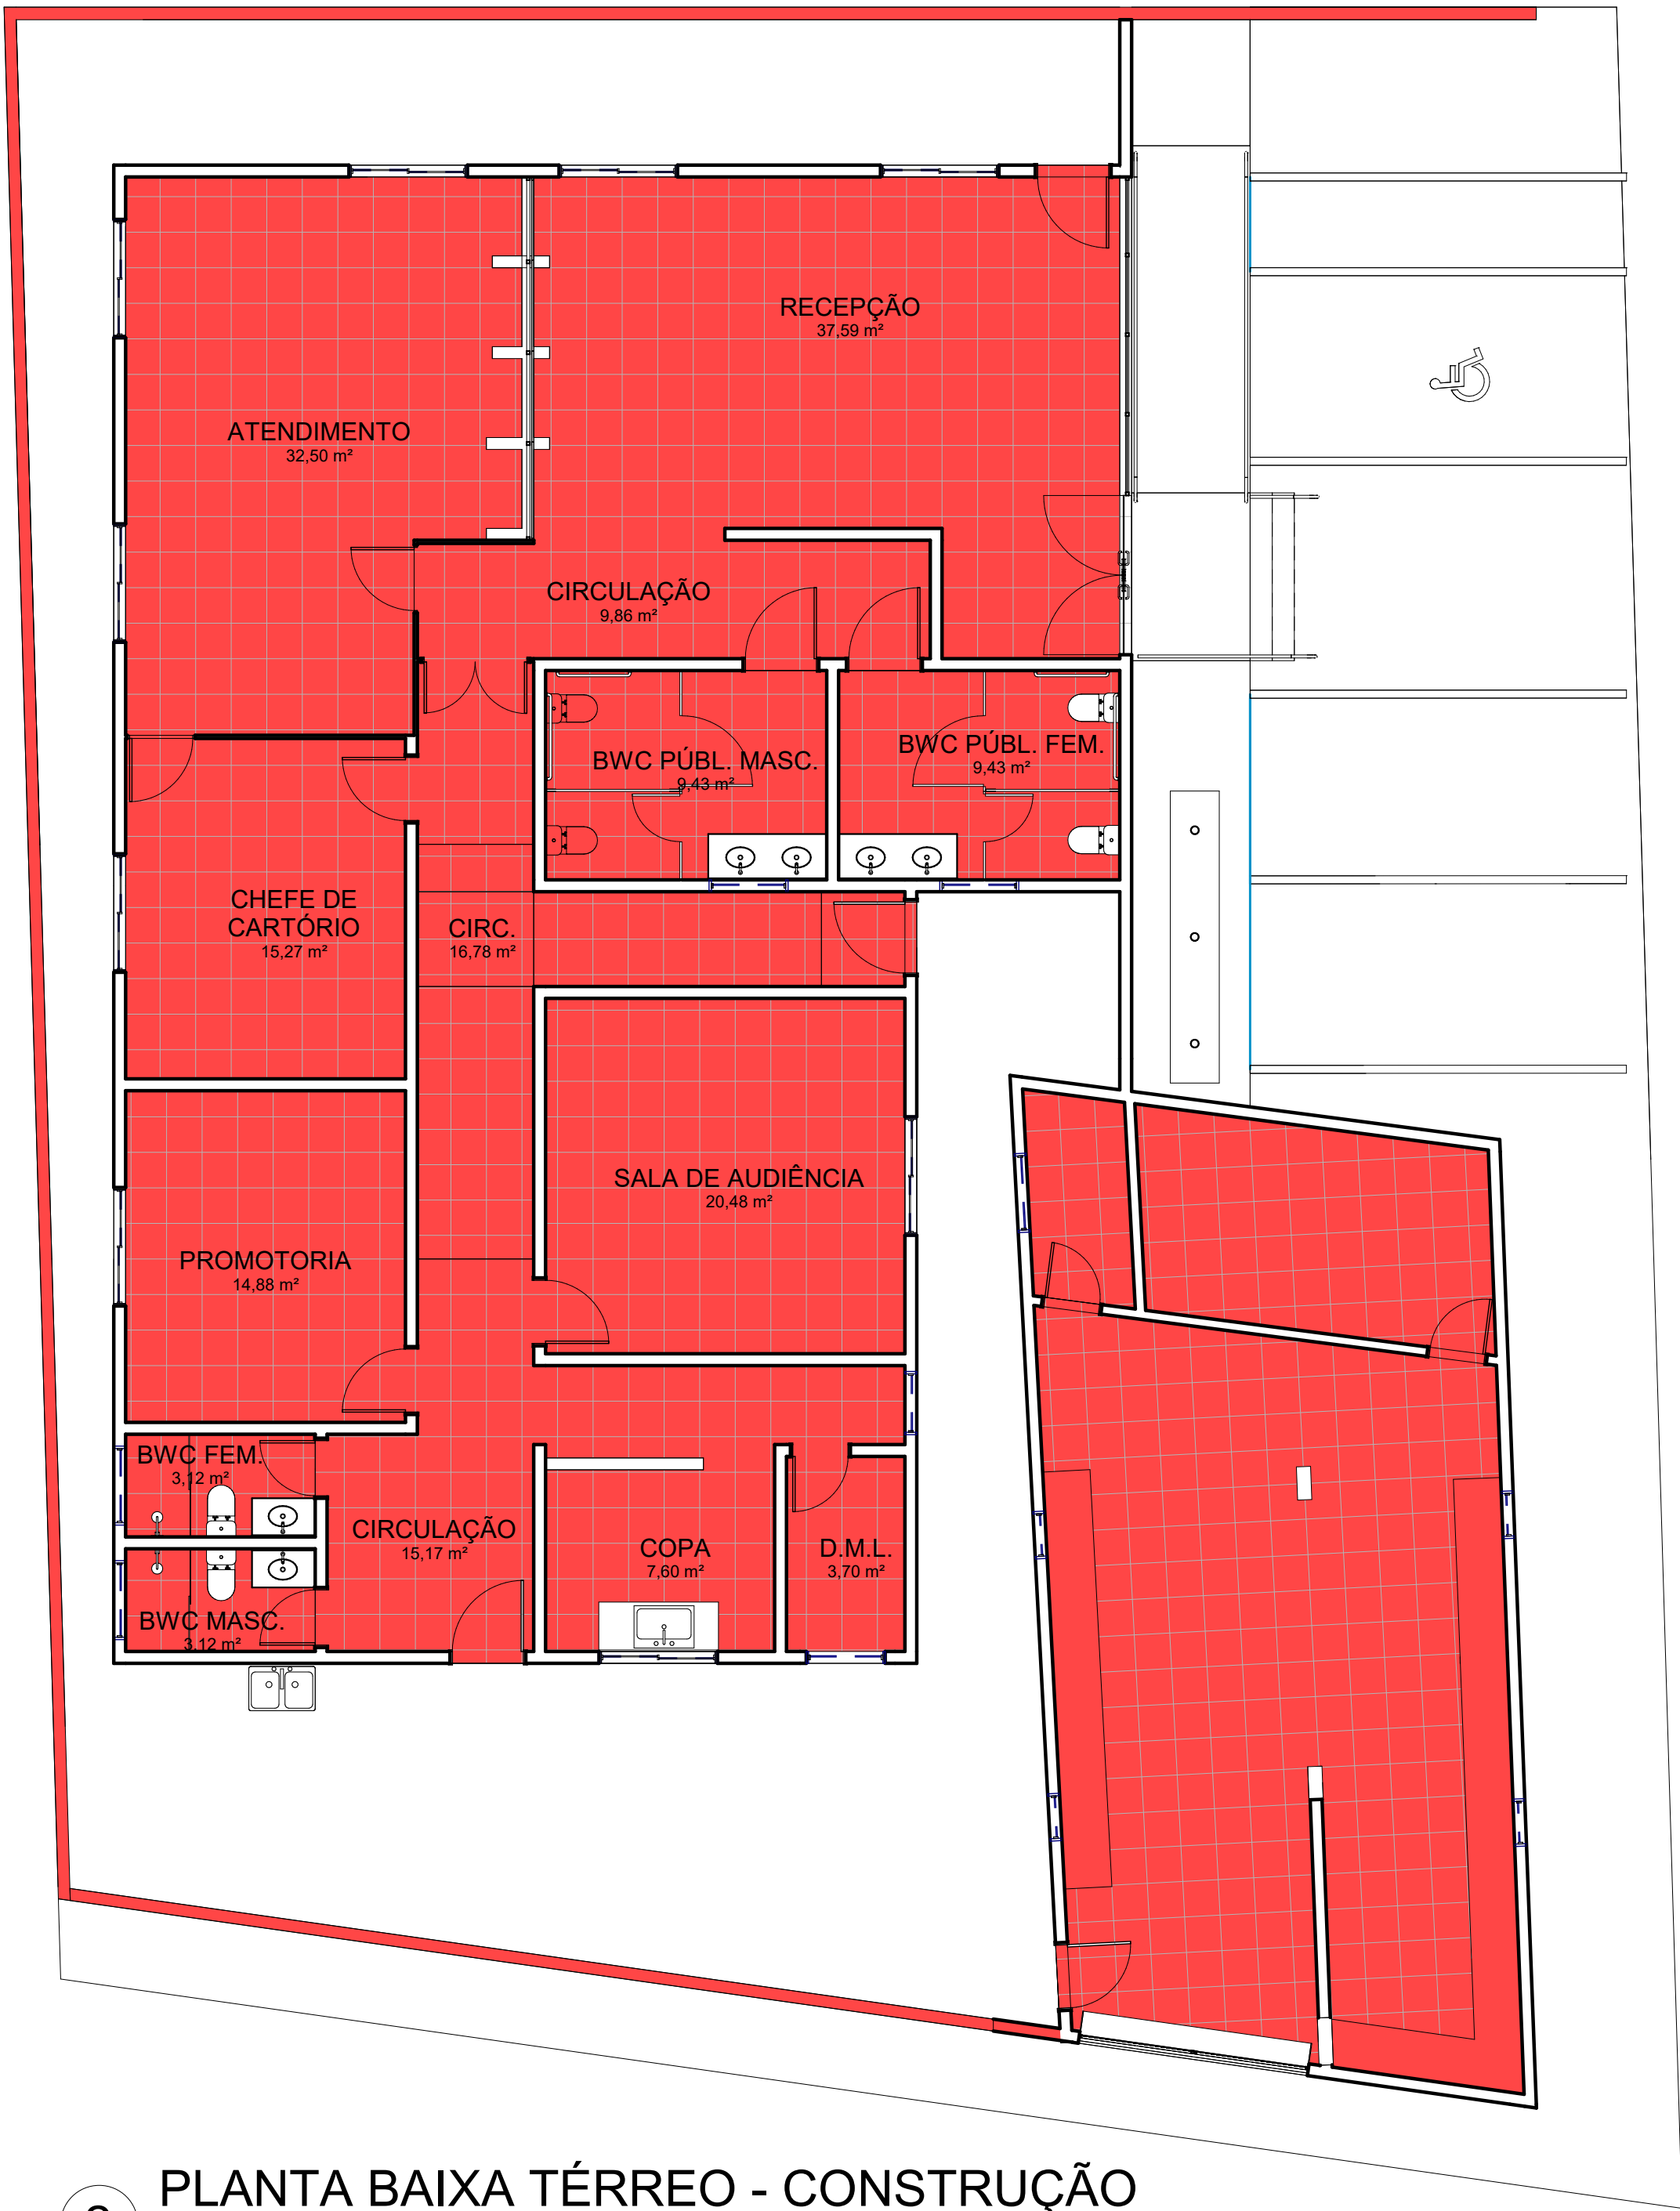 RECEPÇÃO
37,59 m²
ATENDIMENTO
32,50 m²
CIRCULAÇÃO
9,86 m²
BWC PÚBL. MASC.
9,43 m²
BWC PÚBL. FEM.
9,43 m²
CHEFE DE
CARTÓRIO
15,27 m²
CIRC.
16,78 m²
SALA DE AUDIÊNCIA
20,48 m²
PROMOTORIA
14,88 m²
BWC FEM.
3,12 m²
CIRCULAÇÃO
15,17 m²
COPA
7,60 m²
D.M.L.
3,70 m²
BWC MASC.
3,12 m²
PLANTA BAIXA TÉRREO - CONSTRUÇÃO